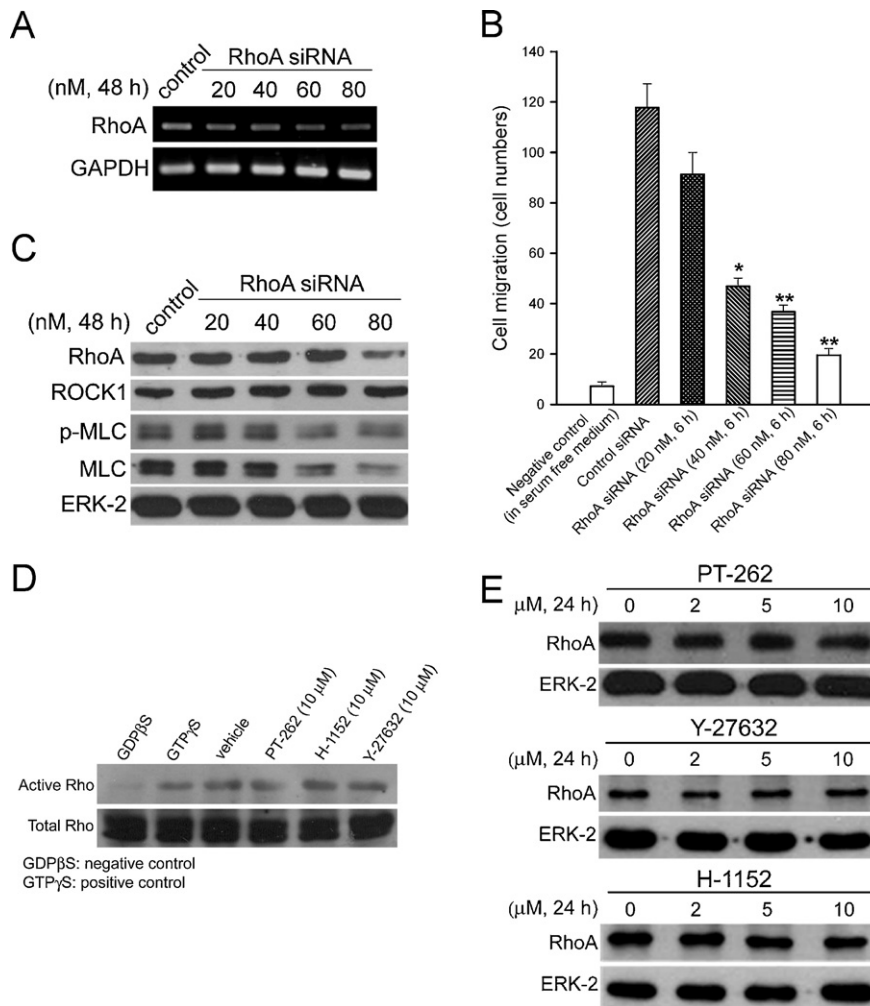 A
control
RhoA siRNA
(nM, 48 h)
20 40 60 80
RhoA
GAPDH
B
Cell migration (cell numbers)
140
120
100
80
60
40
20
0
*
**
**
Negative control
(in serum free medium)
Control siRNA
RhoA siRNA (20 nM, 6 h)
RhoA siRNA (40 nM, 6 h)
RhoA siRNA (60 nM, 6 h)
RhoA siRNA (80 nM, 6 h)
C
control
RhoA siRNA
(nM, 48 h)
20 40 60 80
RhoA
ROCK1
p-MLC
MLC
ERK-2
D
GDPβS
GTPγS
vehicle
PT-262 (10 μM)
H-1152 (10 μM)
Y-27632 (10 μM)
Active Rho
Total Rho
GDPβS: negative control
GTPγS: positive control
E
PT-262
μM, 24 h) 0 2 5 10
RhoA
ERK-2
Y-27632
(μM, 24 h) 0 2 5 10
RhoA
ERK-2
H-1152
(μM, 24 h) 0 2 5 10
RhoA
ERK-2